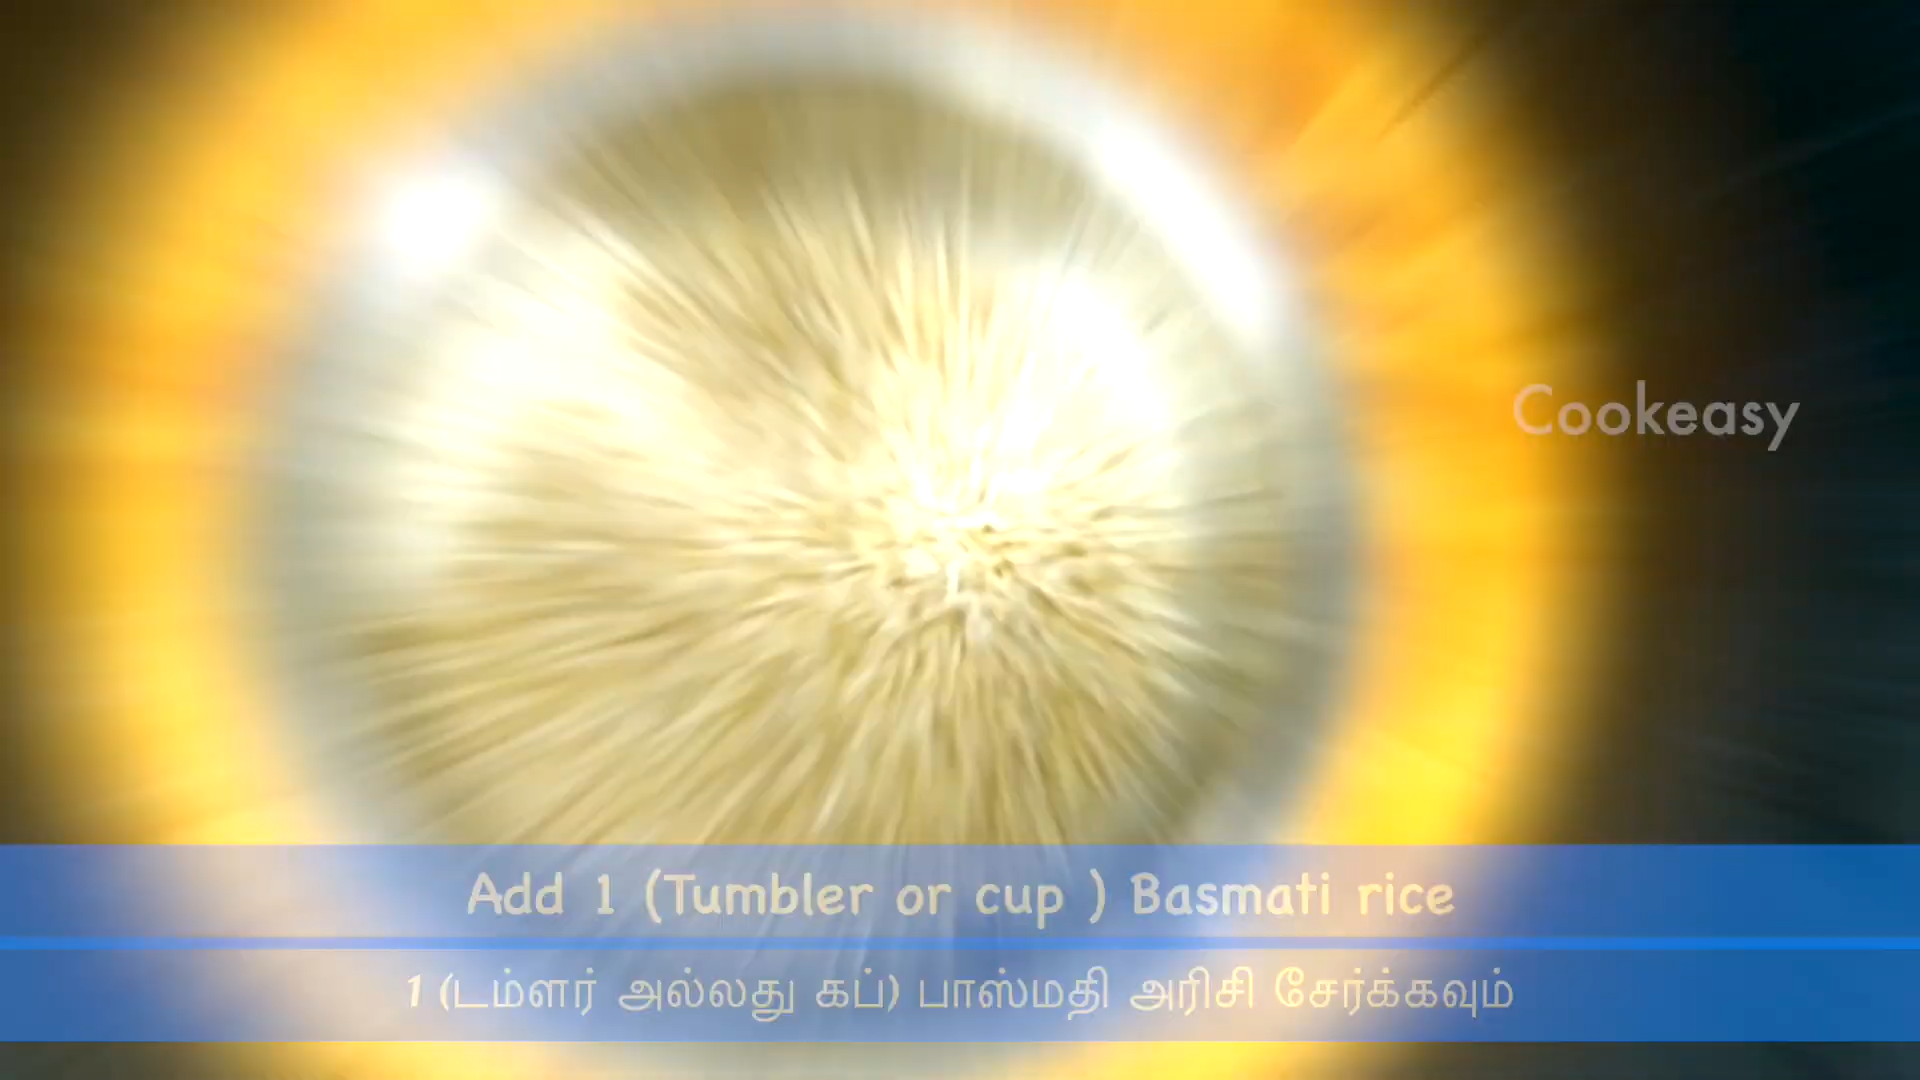 Cookeasy
Add 1 (Tumbler or cup ) Basmati rice
1 (டம்ளர் அல்லது கப்) பாஸ்மதி அரிசி சேர்க்கவும்